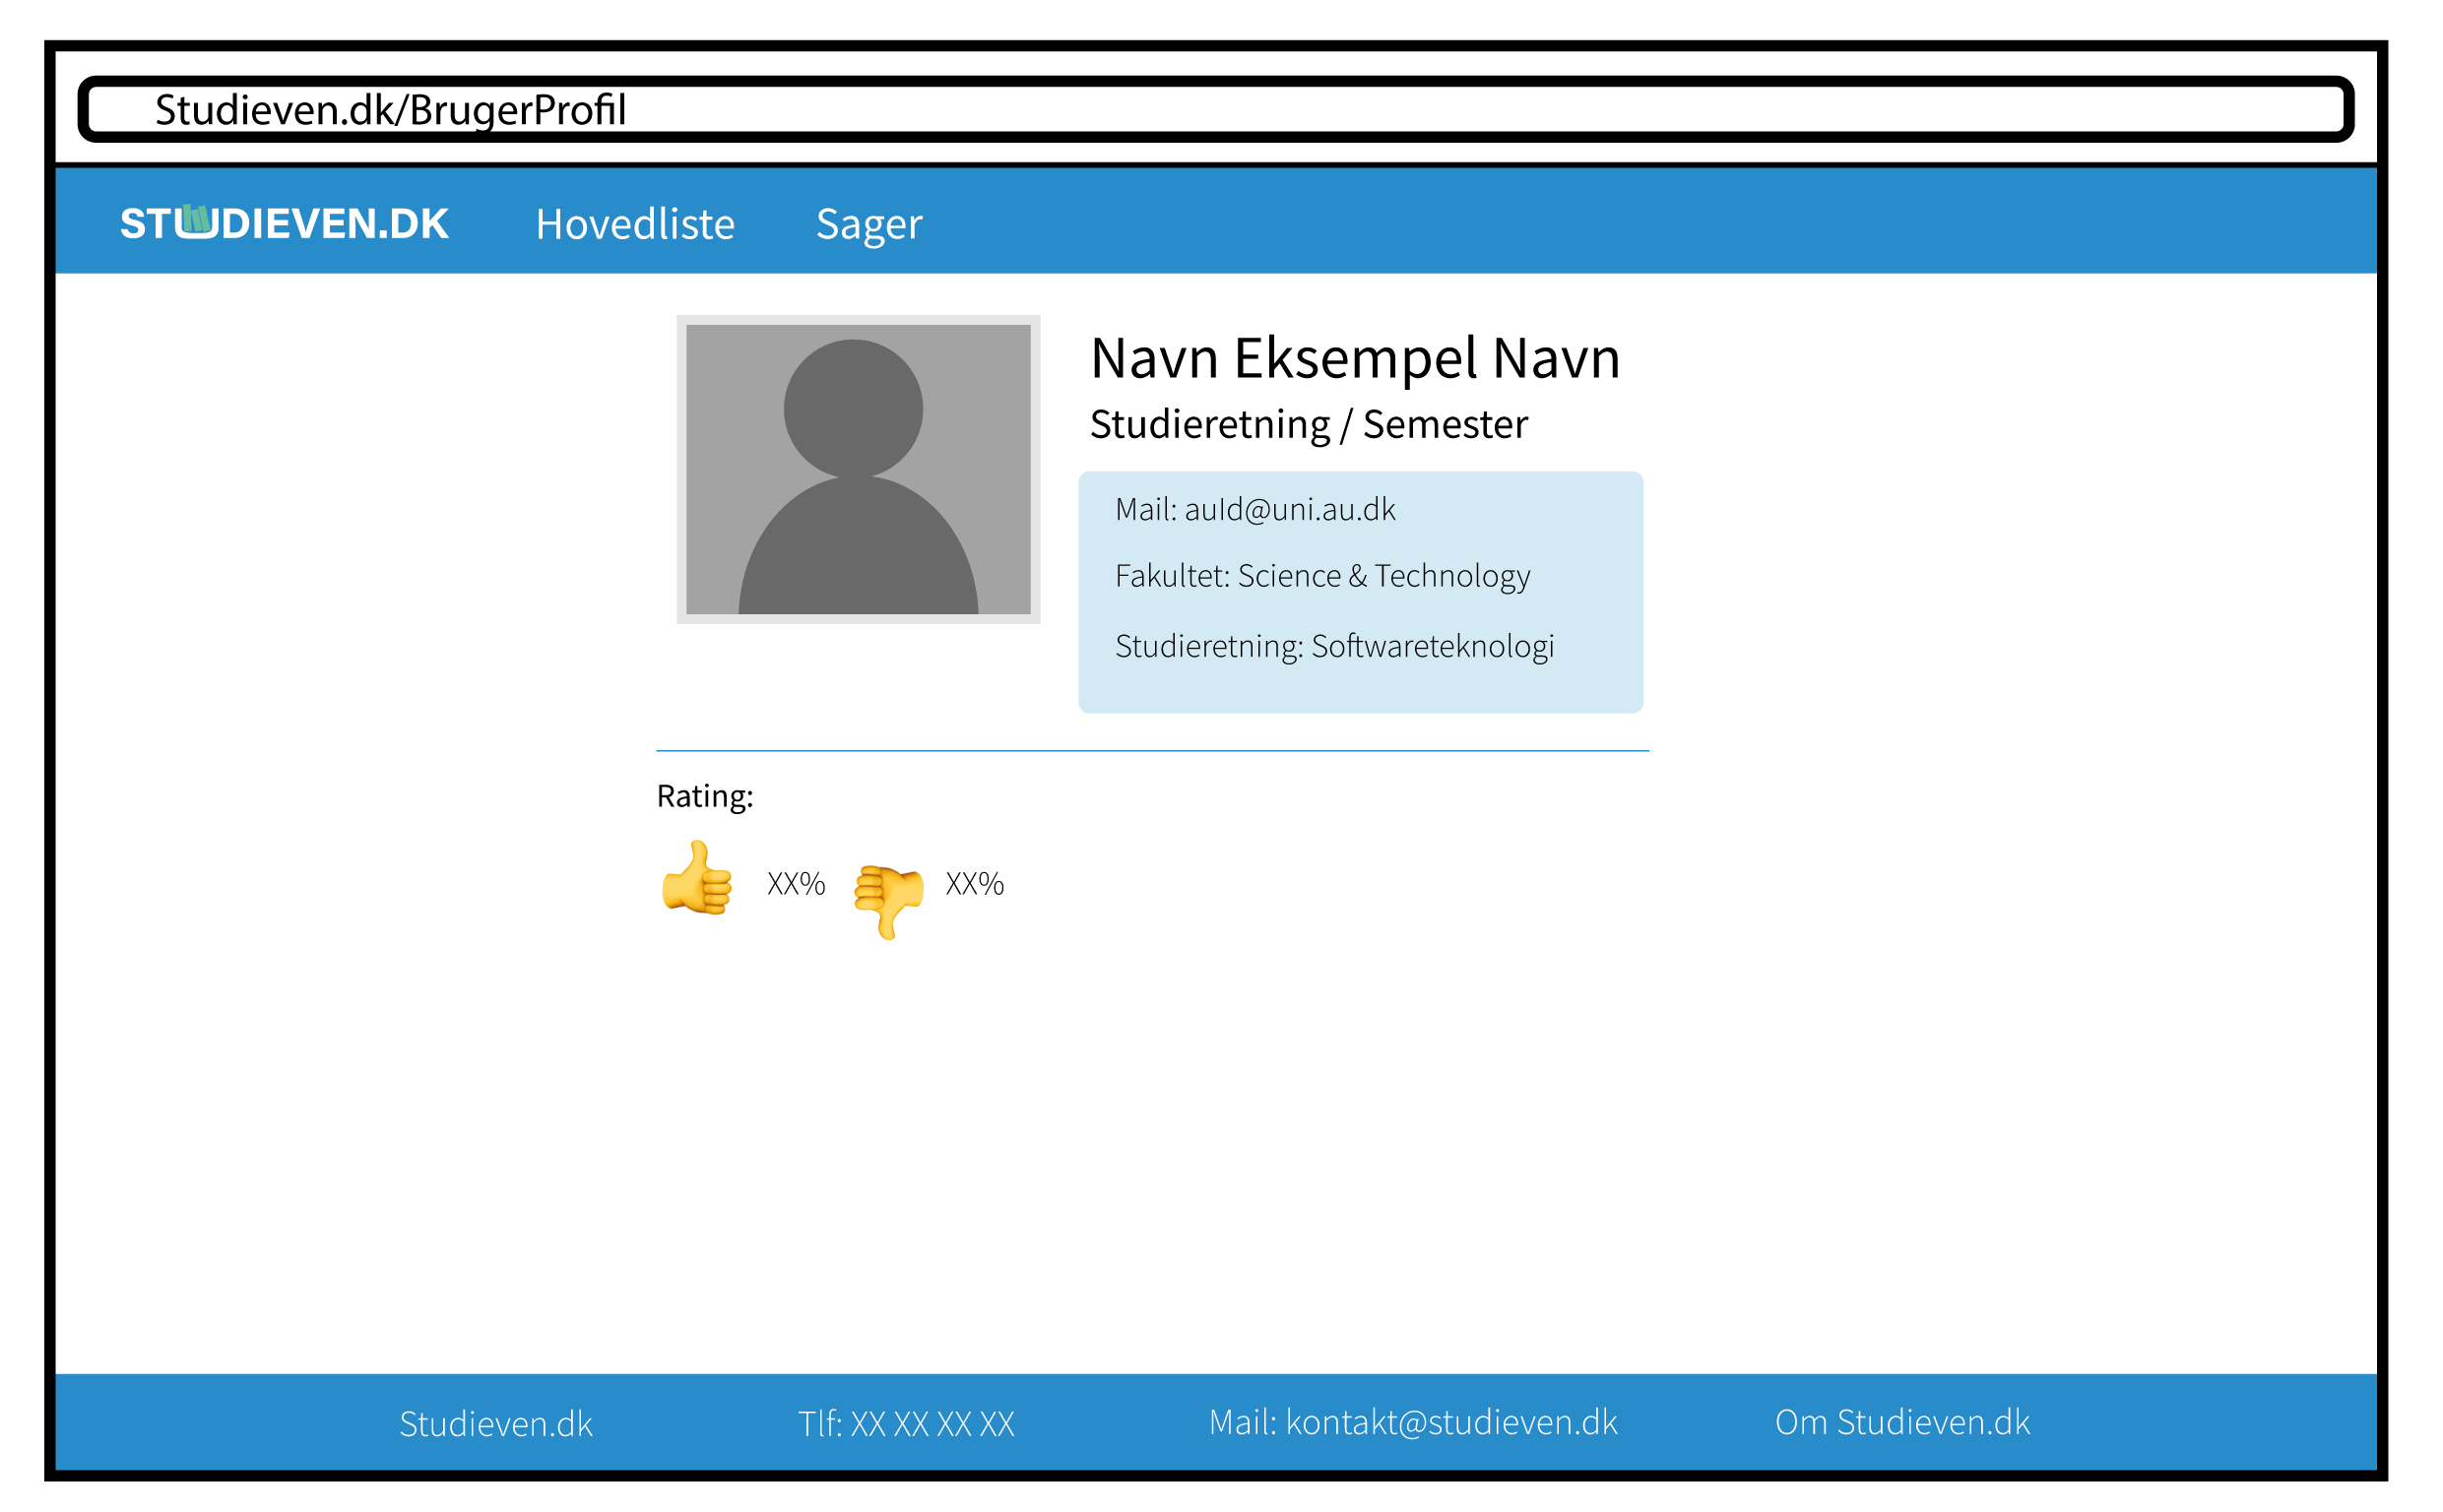 Studieven.dk/BrugerProfil
STUDIEVEN.DK Hovedliste Sager
Navn Eksempel Navn
Studieretning / Semester
Mail: auId@uni.au.dk
Fakultet: Science & Technology
Studieretning: Softwareteknologi
Rating:
XX% XX%
Studieven.dk Tlf: XX XX XX XX Mail: kontakt@studieven.dk Om Studieven.dk